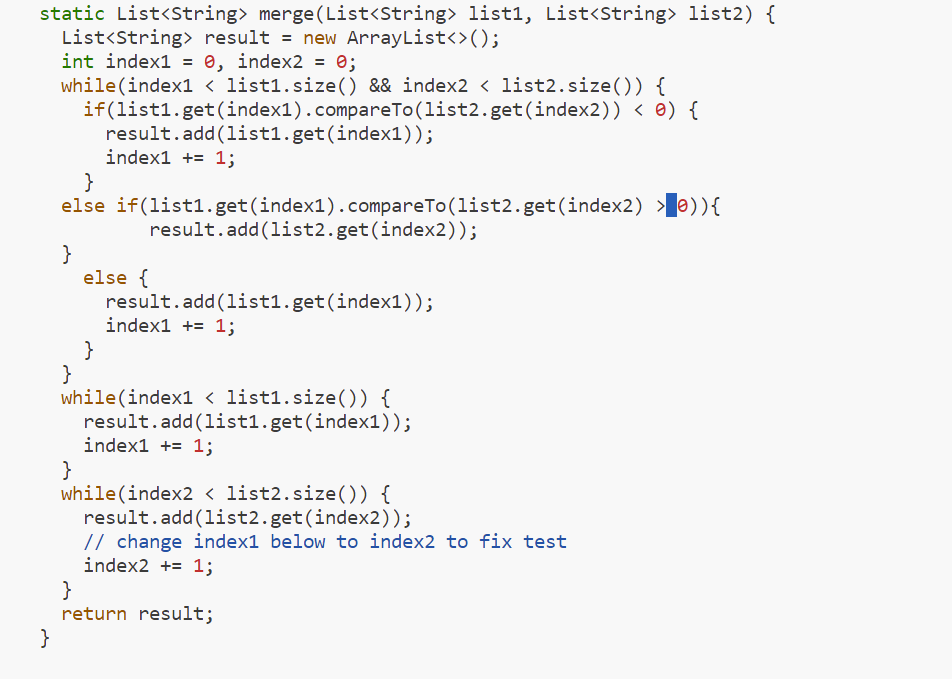 static List<String> merge(List<String> list1, List<String> list2) {
List<String> result = new ArrayList<>();
int index1 = 0, index2 = 0;
while(index1 < list1.size() && index2 < list2.size()) {
if(list1.get(index1).compareTo(list2.get(index2)) < 0) {
result.add(list1.get(index1));
index1 += 1;
}
else if(list1.get(index1).compareTo(list2.get(index2) > 0)){
result.add(list2.get(index2));
}
else {
result.add(list1.get(index1));
index1 += 1;
}
}
while(index1 < list1.size()) {
result.add(list1.get(index1));
index1 += 1;
}
while(index2 < list2.size()) {
result.add(list2.get(index2));
// change index1 below to index2 to fix test
index2 += 1;
}
return result;
}